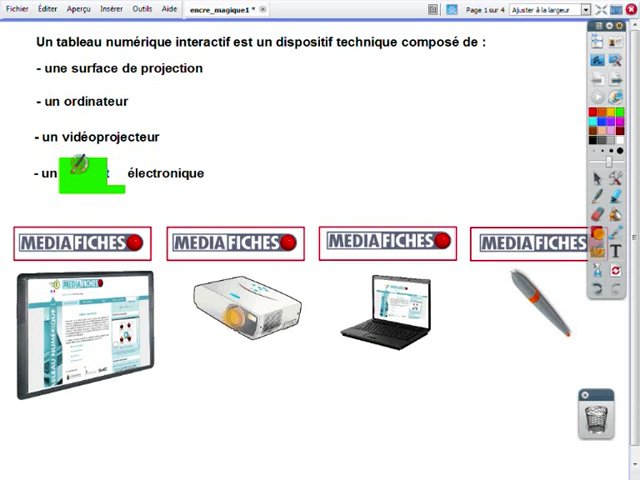 Fichier Éditer Aperçu Insérer Outils Aide encre_magique1 * Page 1 sur 4 Ajuster à la largeur
Un tableau numérique interactif est un dispositif technique composé de :
- une surface de projection
- un ordinateur
- un vidéoprojecteur
- un électronique
MEDIAFICHES MEDIAFICHES MEDIAFICHES MEDIAFICHES
MEDIAFICHES